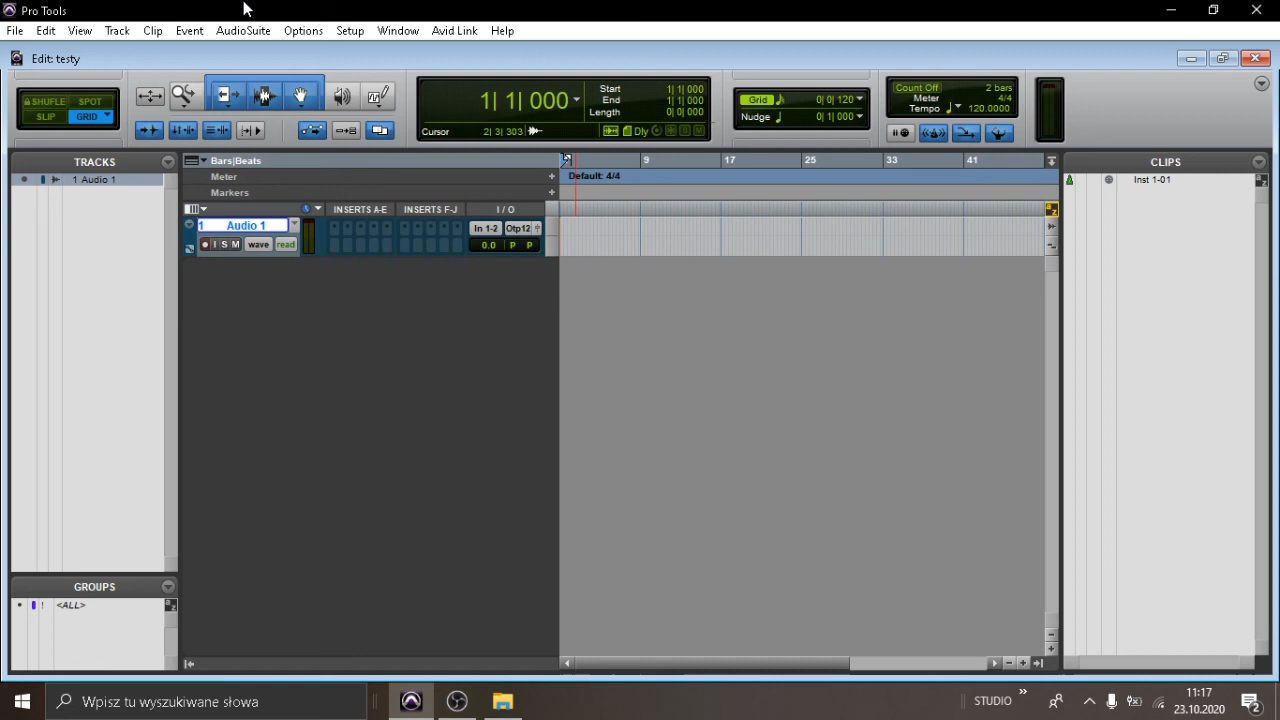 Pro Tools
File Edit View Track Clip Event AudioSuite Options Setup Window Avid Link Help
Edit: testy
SHUFLE SPOT
SLIP GRID
1| 1| 000
Start 1| 1| 000
End 1| 1| 000
Length 0| 0| 000
Cursor 2| 3| 303
Dly
S M
Grid 0| 0| 120
Nudge 0| 1| 000
Count Off 2 bars
Meter 4/4
Tempo 120.0000
TRACKS
1 Audio 1
Bars|Beats
9 17 25 33 41
Meter
Default: 4/4
Markers
INSERTS A-E INSERTS F-J I / O
1 Audio 1
I S M wave read
In 1-2 Otp12
0.0 P P
CLIPS
Inst 1-01
a z
GROUPS
! <ALL>
a z
Wpisz tu wyszukiwane słowa
STUDIO »
11:17
23.10.2020
2